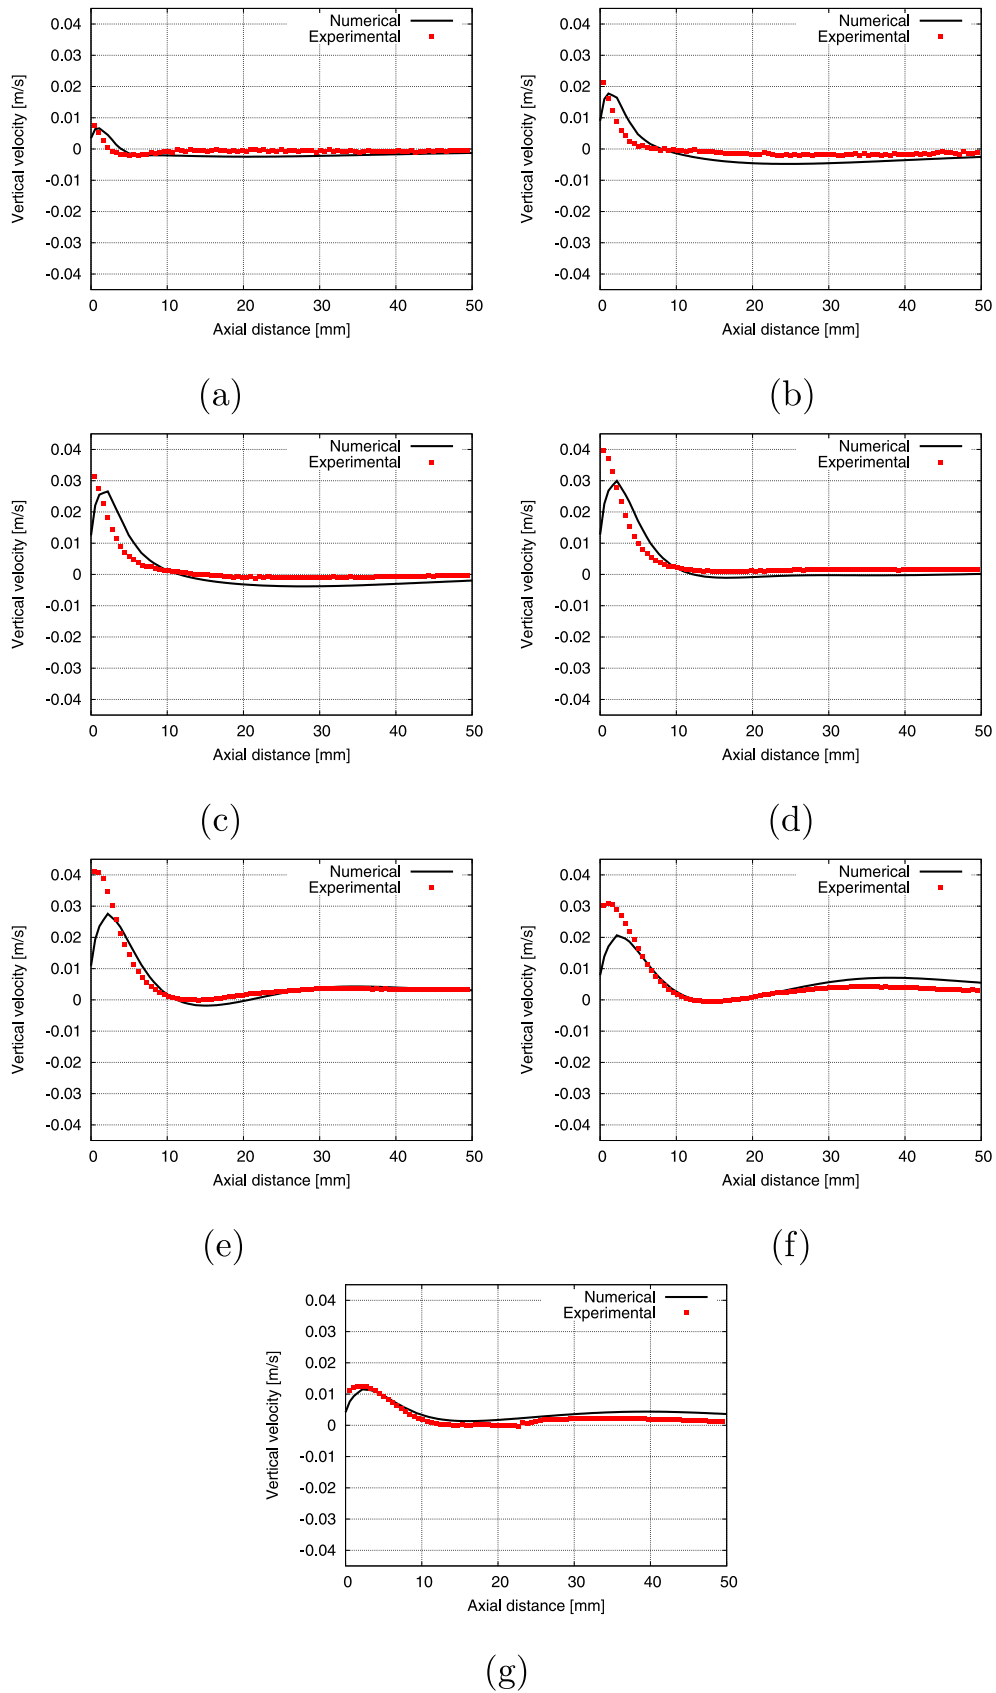 0.04
0.03
0.02
0.01
0
-0.01
-0.02
-0.03
-0.04
Vertical velocity [m/s]
Numerical
Experimental
0 10 20 30 40 50
Axial distance [mm]
(a)
0.04
0.03
0.02
0.01
0
-0.01
-0.02
-0.03
-0.04
Vertical velocity [m/s]
Numerical
Experimental
0 10 20 30 40 50
Axial distance [mm]
(b)
0.04
0.03
0.02
0.01
0
-0.01
-0.02
-0.03
-0.04
Vertical velocity [m/s]
Numerical
Experimental
0 10 20 30 40 50
Axial distance [mm]
(c)
0.04
0.03
0.02
0.01
0
-0.01
-0.02
-0.03
-0.04
Vertical velocity [m/s]
Numerical
Experimental
0 10 20 30 40 50
Axial distance [mm]
(d)
0.04
0.03
0.02
0.01
0
-0.01
-0.02
-0.03
-0.04
Vertical velocity [m/s]
Numerical
Experimental
0 10 20 30 40 50
Axial distance [mm]
(e)
0.04
0.03
0.02
0.01
0
-0.01
-0.02
-0.03
-0.04
Vertical velocity [m/s]
Numerical
Experimental
0 10 20 30 40 50
Axial distance [mm]
(f)
0.04
0.03
0.02
0.01
0
-0.01
-0.02
-0.03
-0.04
Vertical velocity [m/s]
Numerical
Experimental
0 10 20 30 40 50
Axial distance [mm]
(g)